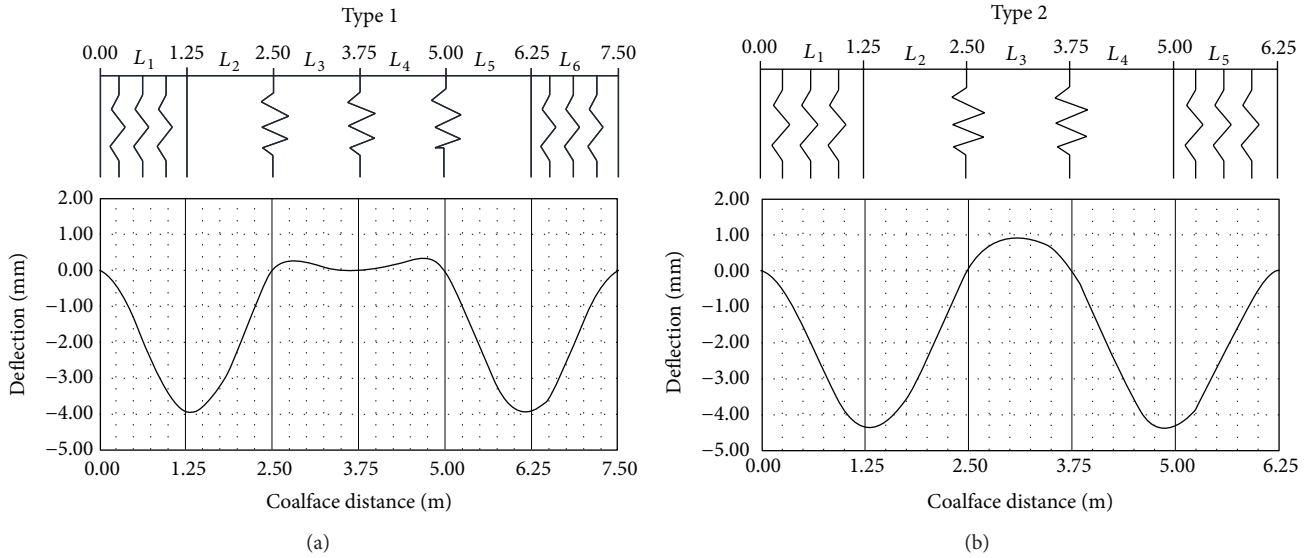 Type 1
0.00 L1 1.25 L2 2.50 L3 3.75 L4 5.00 L5 6.25 L6 7.50
2.00
1.00
0.00
−1.00
−2.00
−3.00
−4.00
−5.00
Deflection (mm)
0.00 1.25 2.50 3.75 5.00 6.25 7.50
Coalface distance (m)
(a)
Type 2
0.00 L1 1.25 L2 2.50 L3 3.75 L4 5.00 L5 6.25
2.00
1.00
0.00
−1.00
−2.00
−3.00
−4.00
−5.00
Deflection (mm)
0.00 1.25 2.50 3.75 5.00 6.25
Coalface distance (m)
(b)